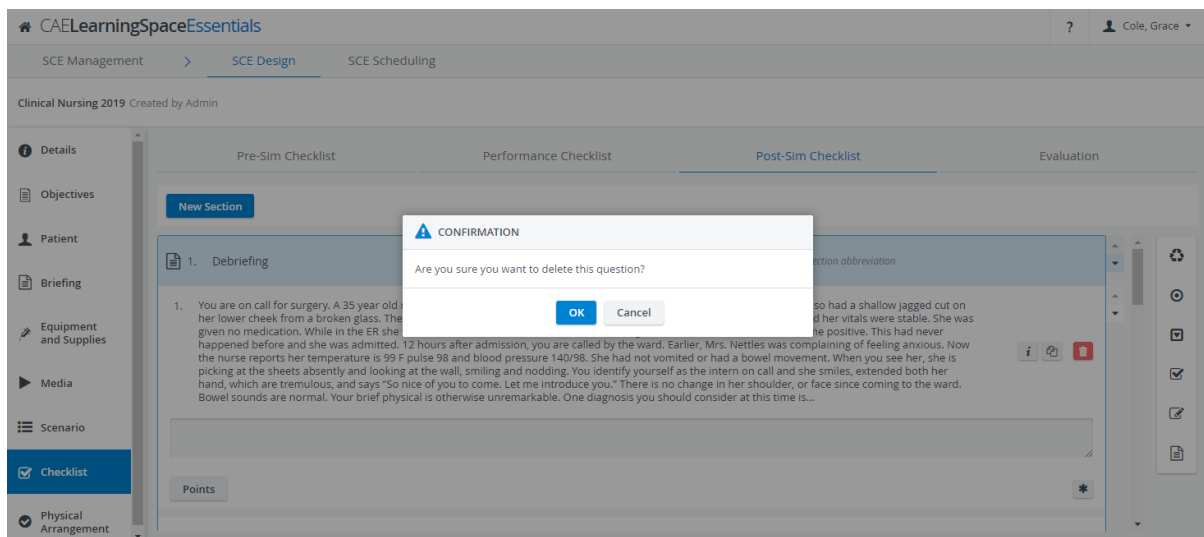 CAELearningSpaceEssentials
? Cole, Grace
SCE Management > SCE Design SCE Scheduling
Clinical Nursing 2019 Created by Admin
Details
Objectives
Patient
Briefing
Equipment
and Supplies
Media
Scenario
Checklist
Physical
Arrangement
Pre-Sim Checklist Performance Checklist Post-Sim Checklist Evaluation
New Section
CONFIRMATION
Are you sure you want to delete this question?
OK Cancel
1. Debriefing ection abbreviation
1. You are on call for surgery. A 35 year old so had a shallow jagged cut on
her lower cheek from a broken glass. The d her vitals were stable. She was
given no medication. While in the ER she ne positive. This had never
happened before and she was admitted. 12 hours after admission, you are called by the ward. Earlier, Mrs. Nettles was complaining of feeling anxious. Now
the nurse reports her temperature is 99 F pulse 98 and blood pressure 140/98. She had not vomited or had a bowel movement. When you see her, she is
picking at the sheets absently and looking at the wall, smiling and nodding. You identify yourself as the intern on call and she smiles, extended both her
hand, which are tremulous, and says “So nice of you to come. Let me introduce you.” There is no change in her shoulder, or face since coming to the ward.
Bowel sounds are normal. Your brief physical is otherwise unremarkable. One diagnosis you should consider at this time is...
i
Points